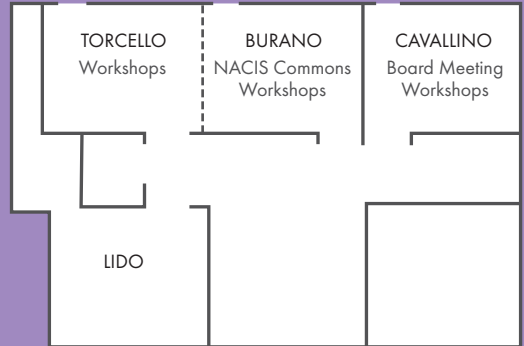 TORCELLO
Workshops
BURANO
NACIS Commons
Workshops
CAVALLINO
Board Meeting
Workshops
LIDO